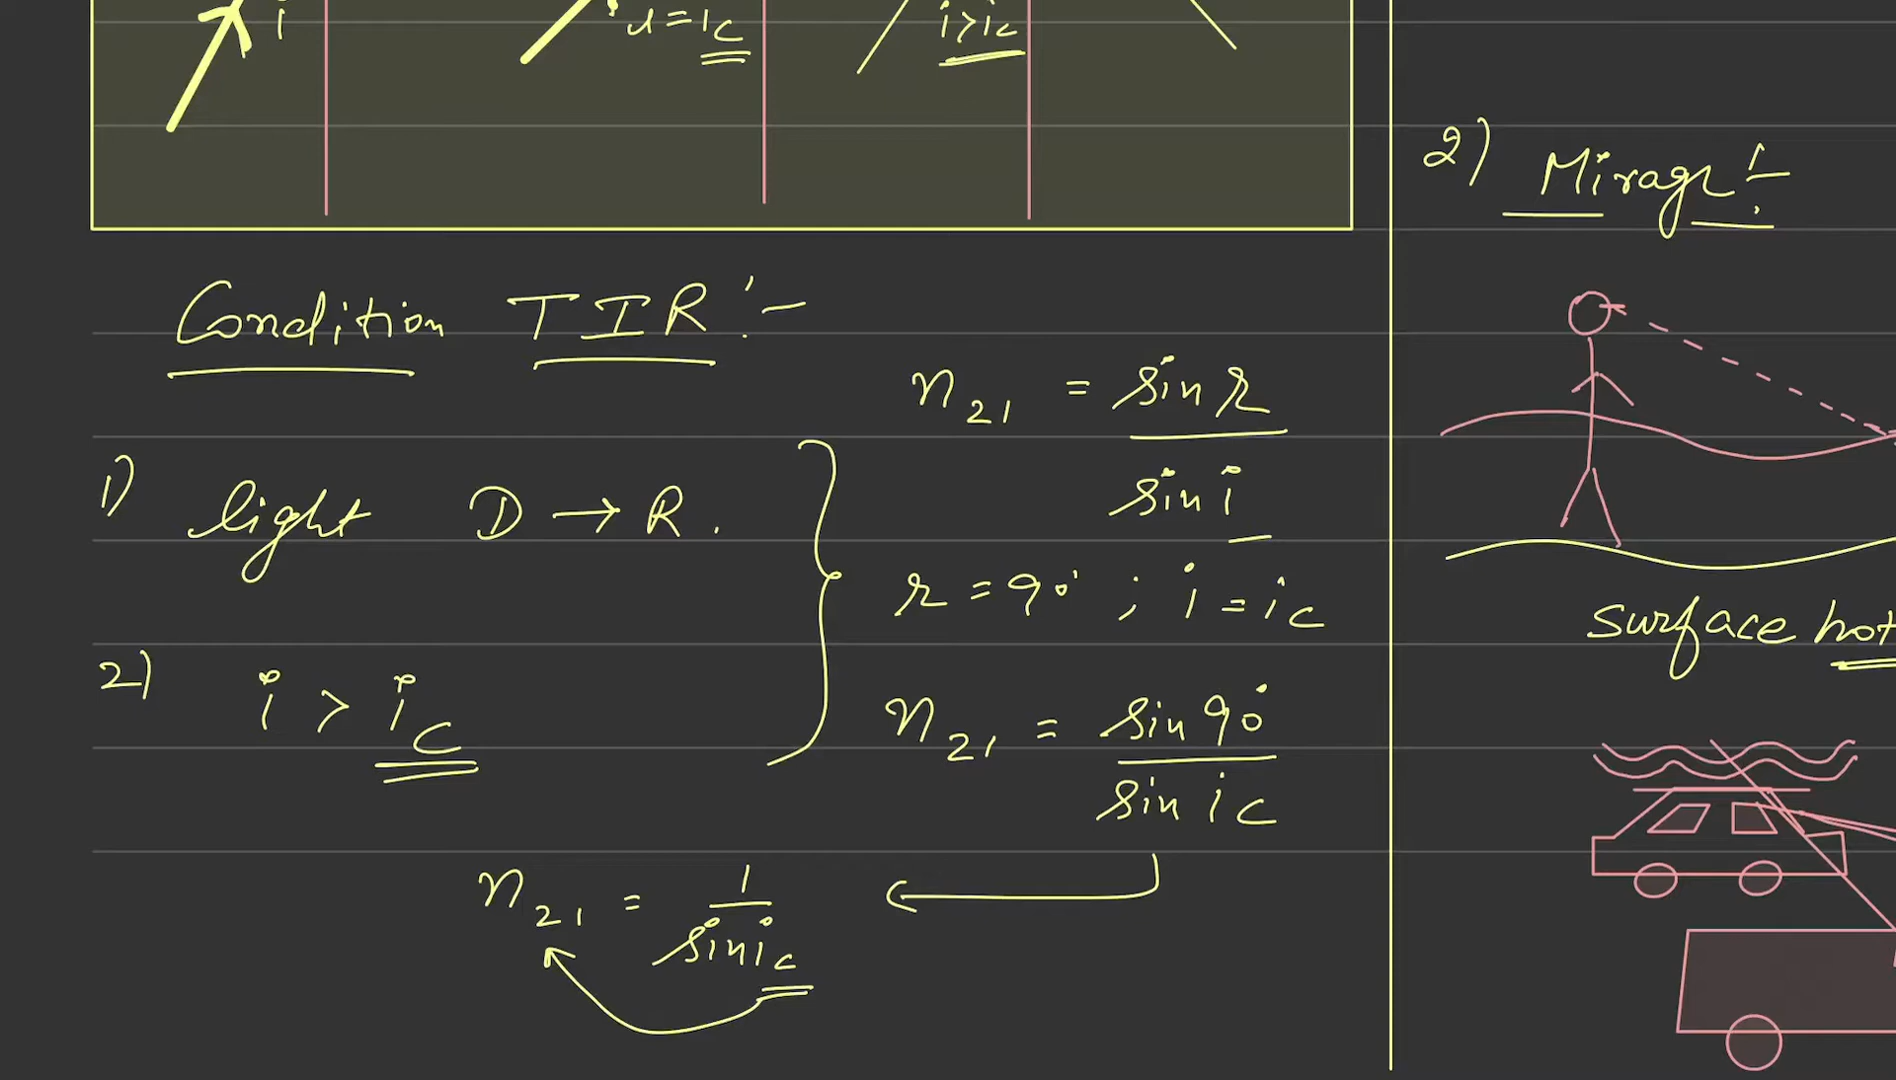 i
u = ic
i > ic
Condition TIR :-
1) light D → R.
2) i > ic
n21 = sin r / sin i
r = 90° ; i = ic
n21 = sin 90° / sin ic
n21 = 1 / sin ic
2) Mirage :-
surface hot